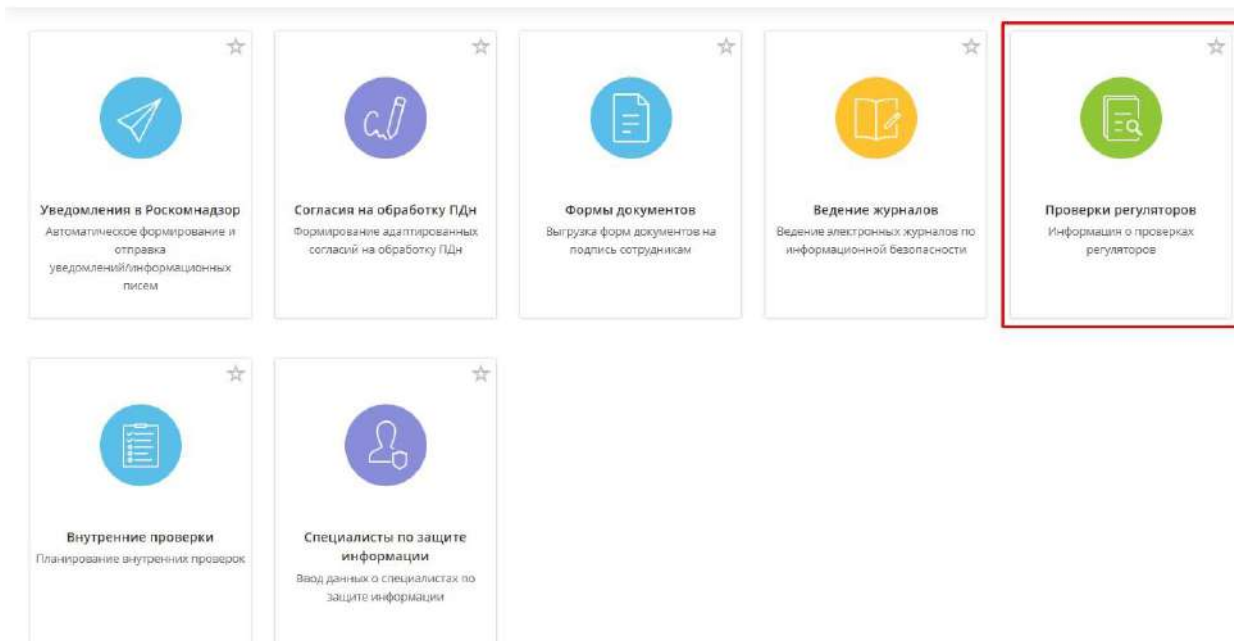 Уведомления в Роскомнадзор
Автоматическое формирование и
отправка
уведомлений/информационных
писем
Согласия на обработку ПДн
Формирование адаптированных
согласий на обработку ПДн
Формы документов
Выгрузка форм документов на
подпись сотрудникам
Ведение журналов
Ведение электронных журналов по
информационной безопасности
Проверки регуляторов
Информация о проверках
регуляторов
Внутренние проверки
Планирование внутренних проверок
Специалисты по защите
информации
Ввод данных о специалистах по
защите информации